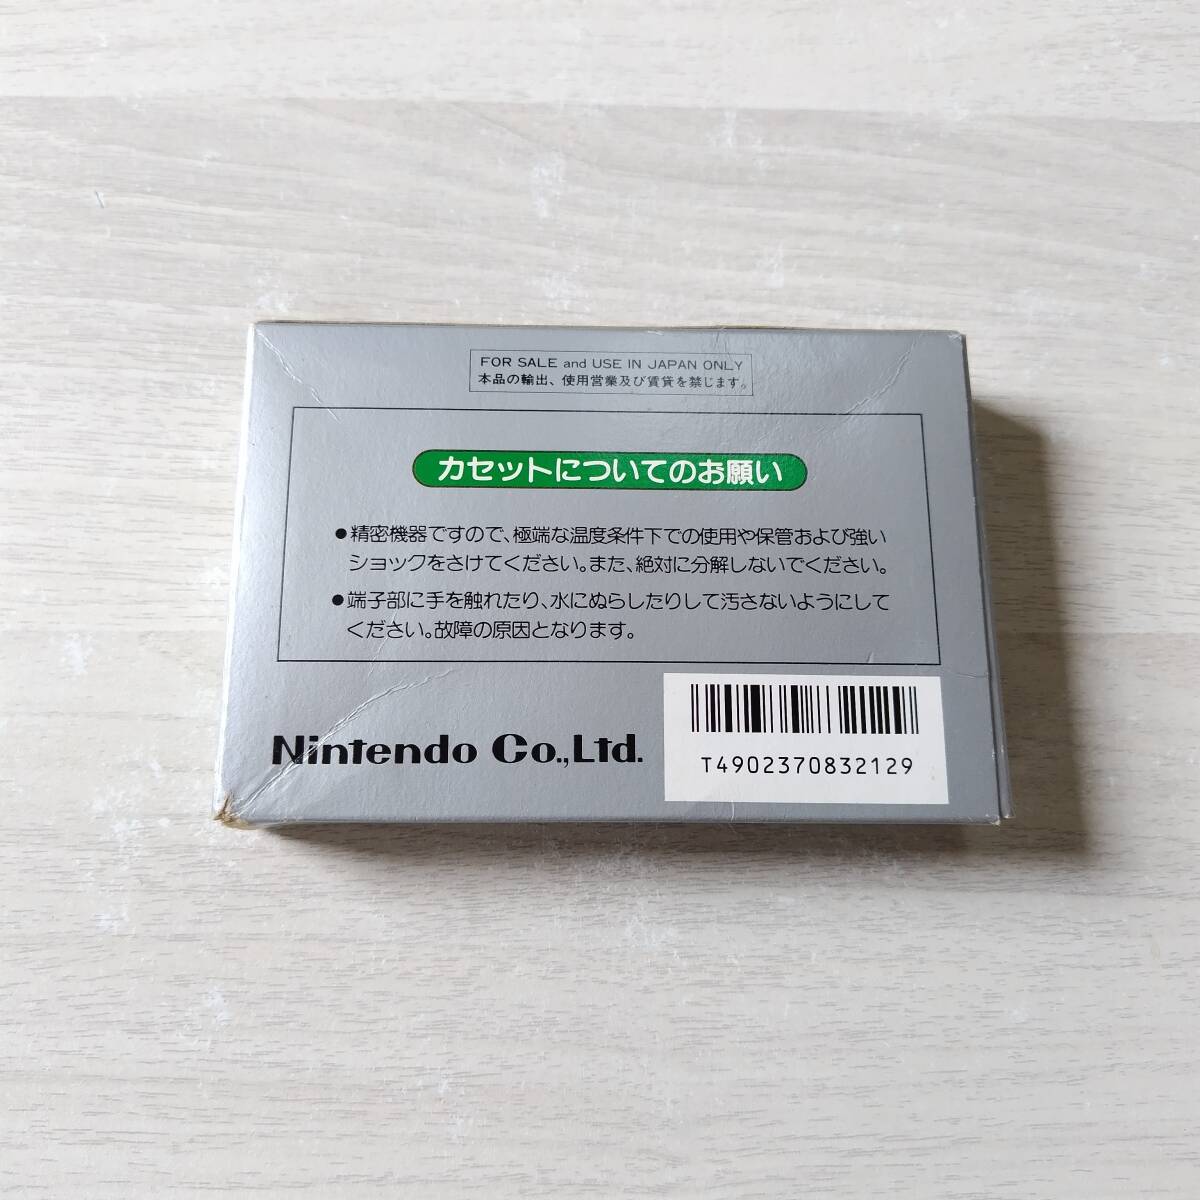 FOR SALE and USE IN JAPAN ONLY
本品の輸出、使用営業及び賃貸を禁じます。
カセットについてのお願い
●精密機器ですので、極端な温度条件下での使用や保管および強い
ショックをさけてください。また、絶対に分解しないでください。
●端子部に手を触れたり、水にぬらしたりして汚さないようにして
ください。故障の原因となります。
Nintendo Co.,Ltd.
T4902370832129